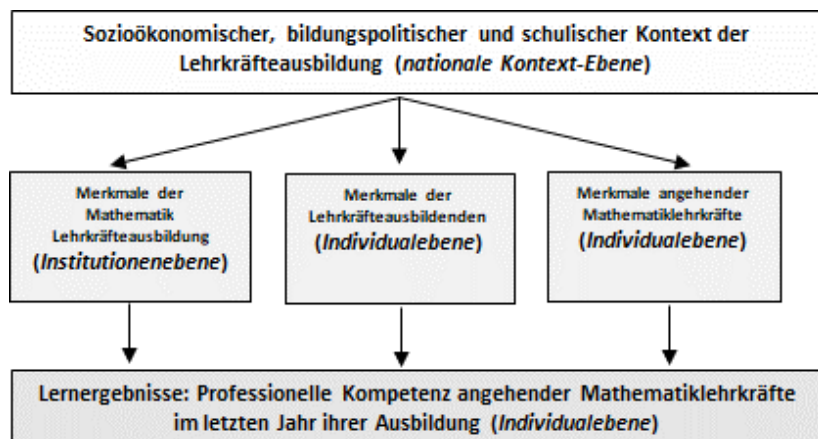 Sozioökonomischer, bildungspolitischer und schulischer Kontext der
Lehrkräfteausbildung (nationale Kontext-Ebene)
Merkmale der
Mathematik
Lehrkräfteausbildung
(Institutionenebene)
Merkmale der
Lehrkräfteausbildenden
(Individualebene)
Merkmale angehender
Mathematiklehrkräfte
(Individualebene)
Lernergebnisse: Professionelle Kompetenz angehender Mathematiklehrkräfte
im letzten Jahr ihrer Ausbildung (Individualebene)